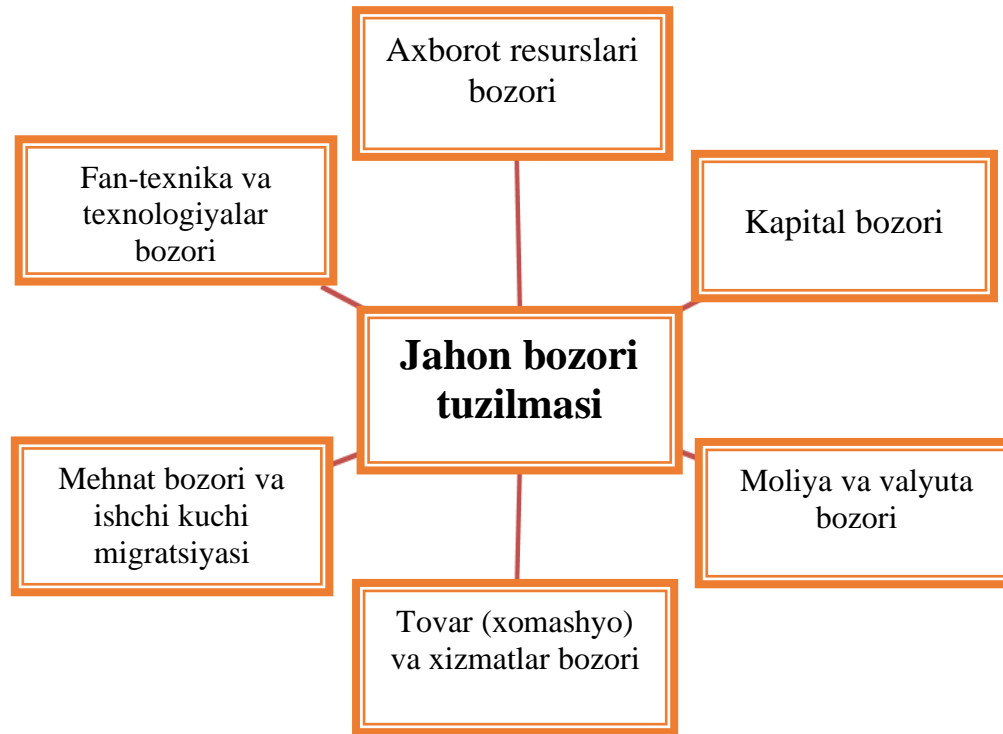 Axborot resurslari
bozori
Fan-texnika va
texnologiyalar
bozori
Kapital bozori
Jahon bozori
tuzilmasi
Mehnat bozori va
ishchi kuchi
migratsiyasi
Moliya va valyuta
bozori
Tovar (xomashyo)
va xizmatlar bozori